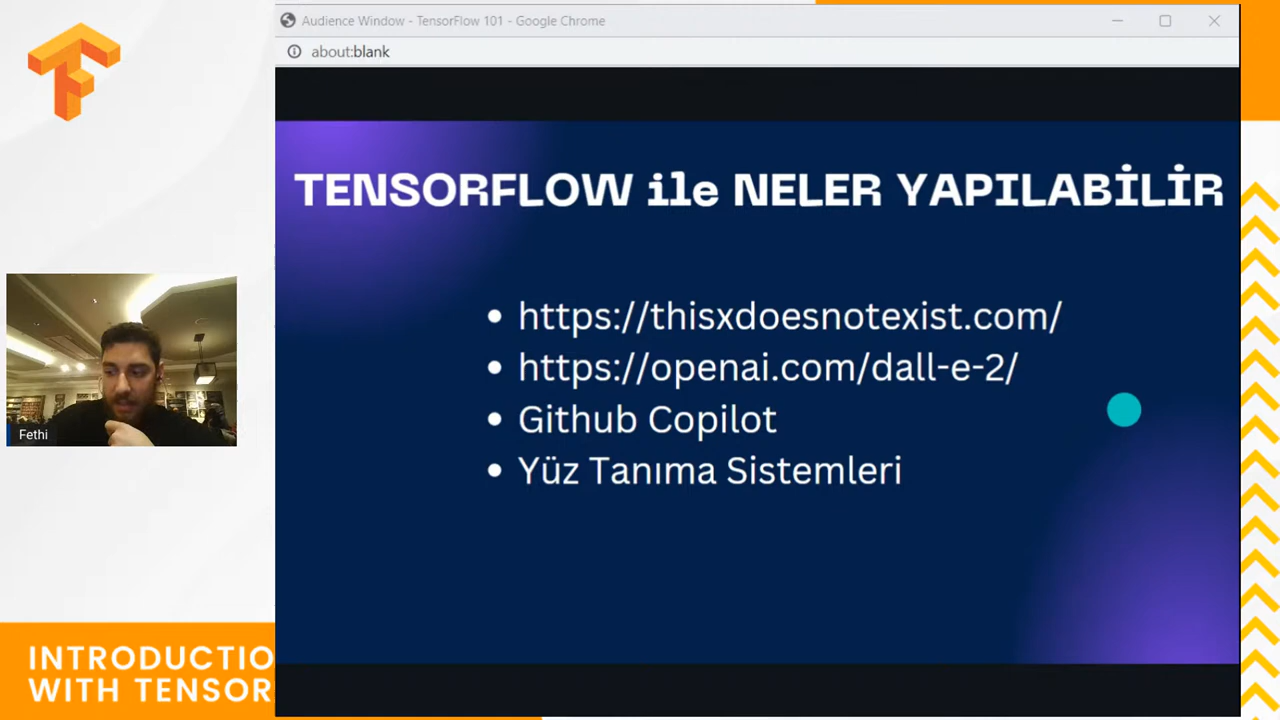 Audience Window - TensorFlow 101 - Google Chrome
about:blank
TENSORFLOW ile NELER YAPILABİLİR
• https://thisxdoesnotexist.com/
• https://openai.com/dall-e-2/
• Github Copilot
• Yüz Tanıma Sistemleri
Fethi
INTRODUCTIO
WITH TENSOR